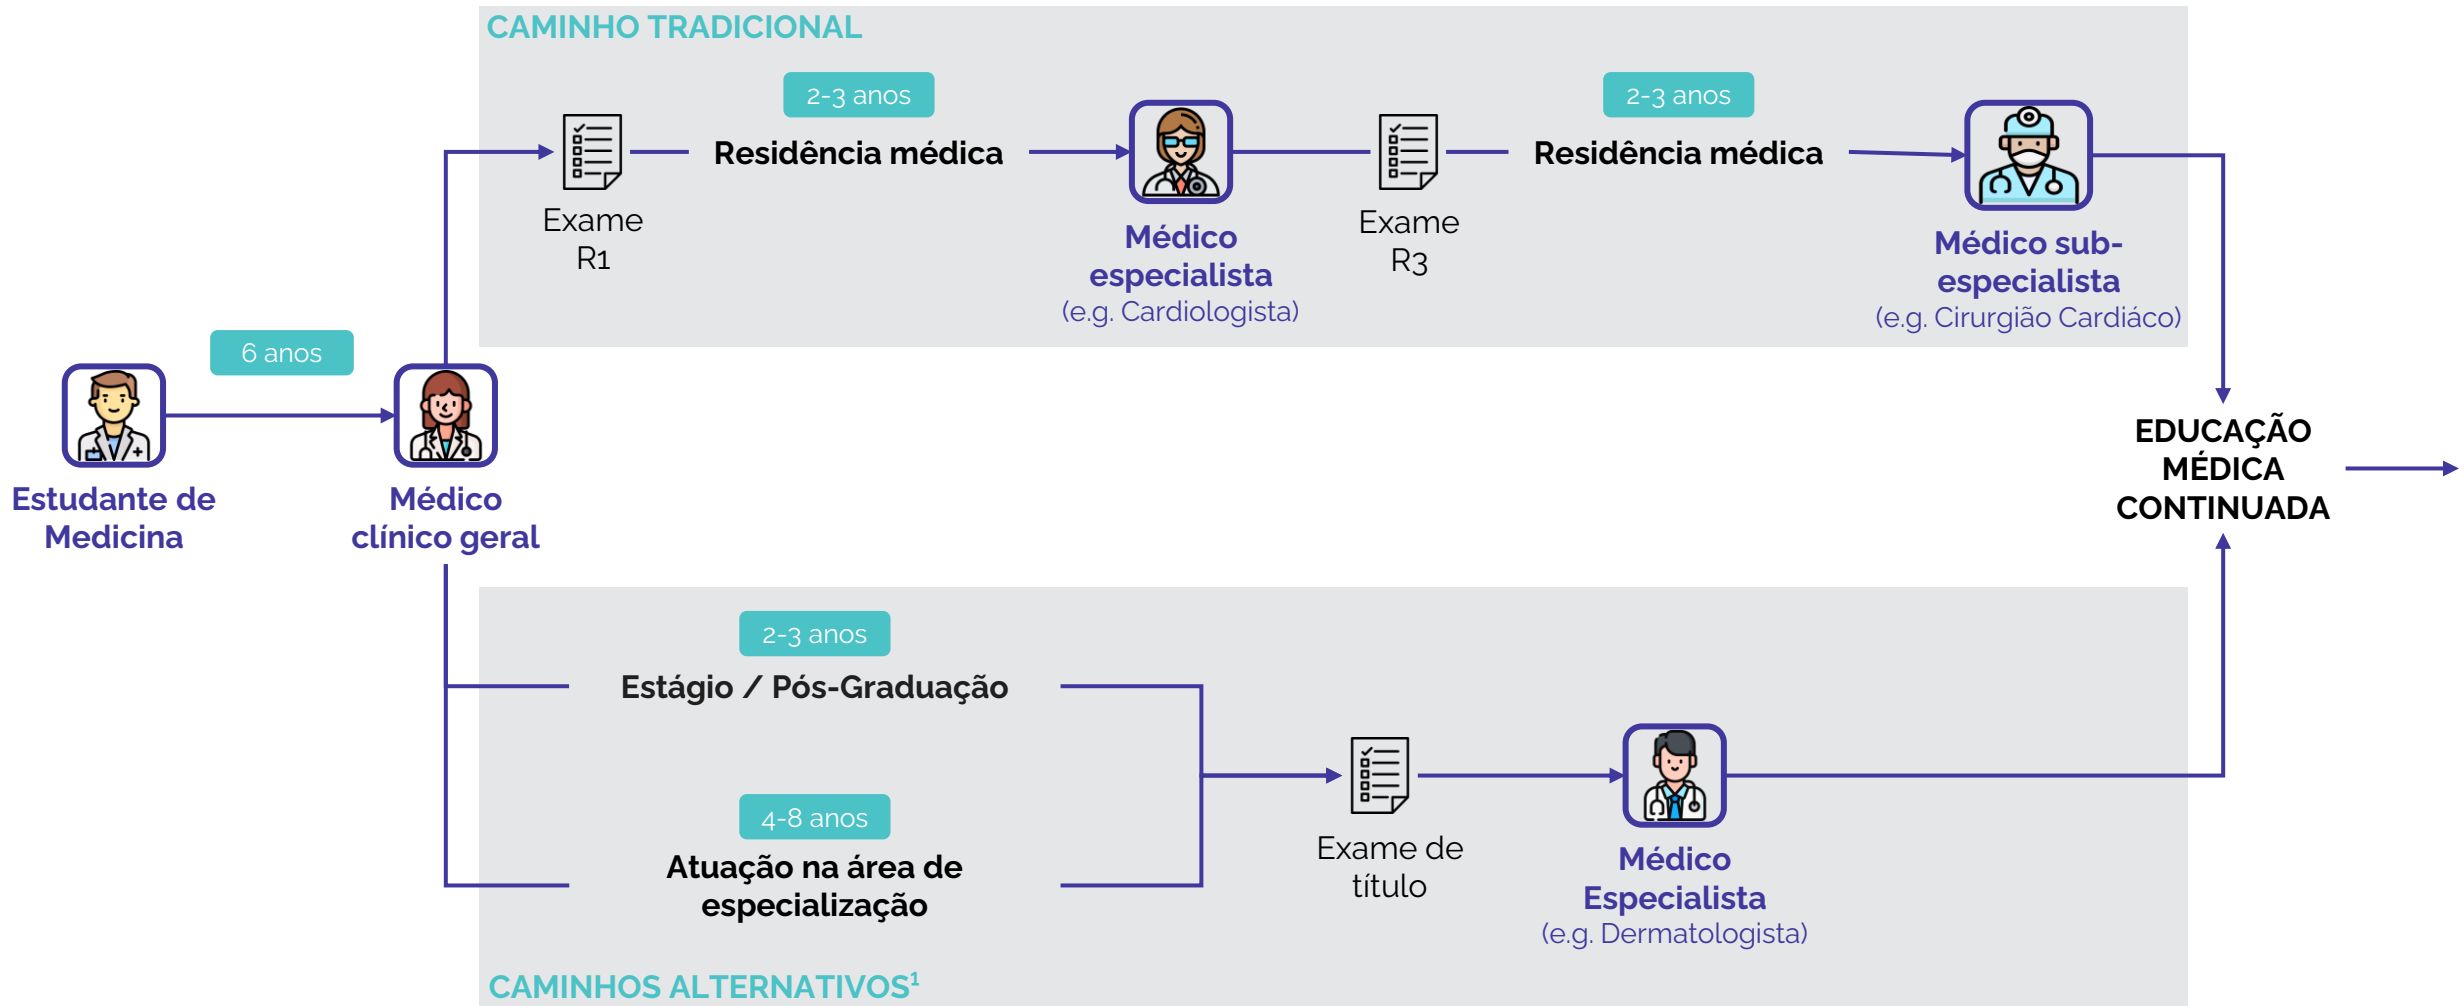 CAMINHO TRADICIONAL
2-3 anos
2-3 anos
Residência médica
Residência médica
Exame
R1
Médico
especialista
(e.g. Cardiologista)
Exame
R3
Médico sub-
especialista
(e.g. Cirurgião Cardiáco)
6 anos
Estudante de
Medicina
Médico
clínico geral
EDUCAÇÃO
MÉDICA
CONTINUADA
2-3 anos
Estágio / Pós-Graduação
4-8 anos
Atuação na área de
especialização
Exame de
título
Médico
Especialista
(e.g. Dermatologista)
CAMINHOS ALTERNATIVOS¹